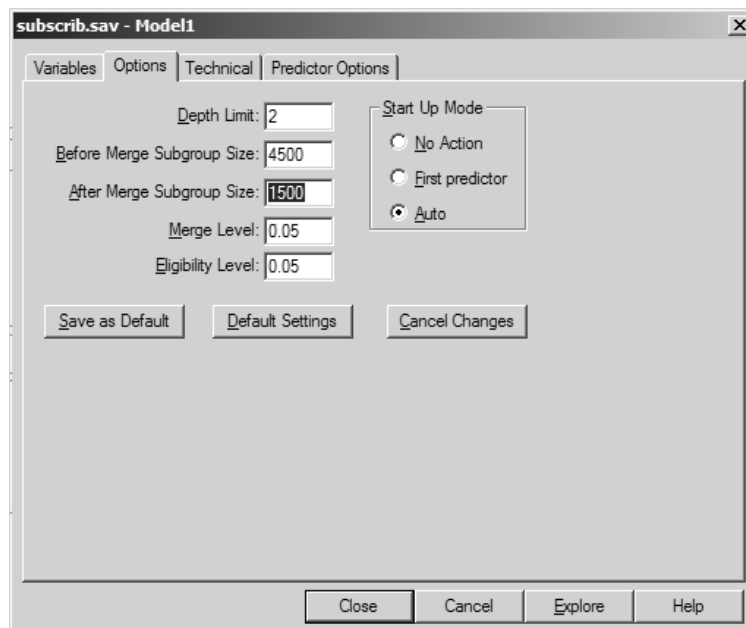 subscrib.sav - Model1
Variables Options Technical Predictor Options
Depth Limit: 2
Before Merge Subgroup Size: 4500
After Merge Subgroup Size: 1500
Merge Level: 0.05
Eligibility Level: 0.05
Start Up Mode
No Action
First predictor
Auto
Save as Default Default Settings Cancel Changes
Close Cancel Explore Help